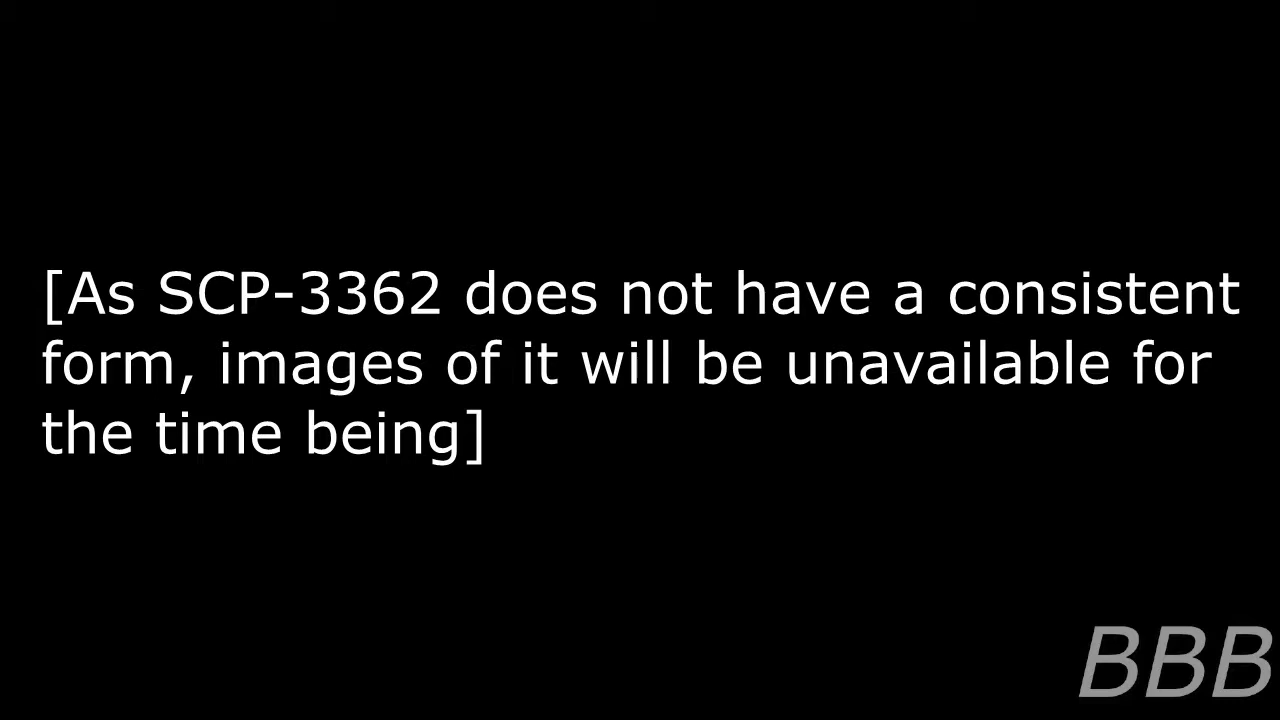 [As SCP-3362 does not have a consistent
form, images of it will be unavailable for
the time being]
BBB